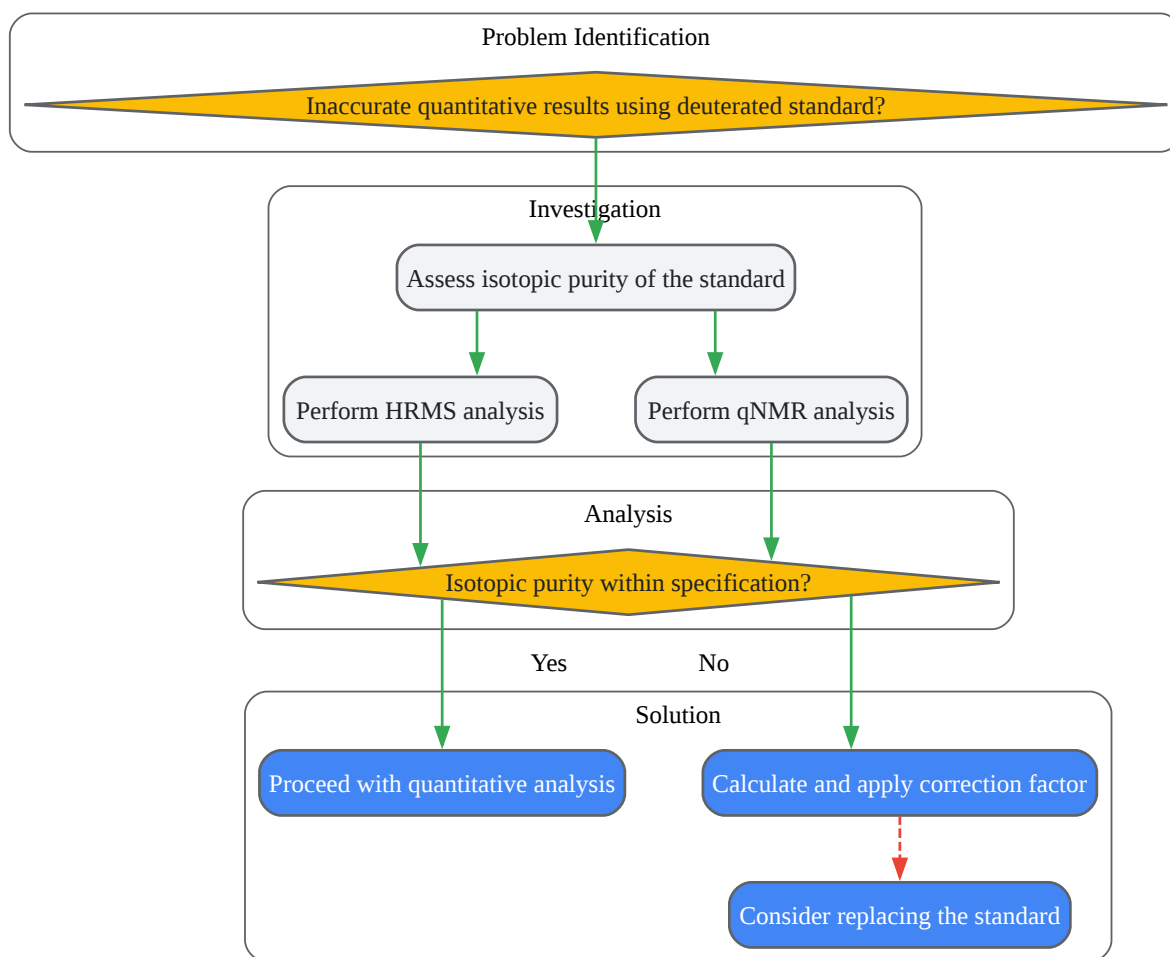 Problem Identification
Inaccurate quantitative results using deuterated standard?
Investigation
Assess isotopic purity of the standard
Perform HRMS analysis
Perform qNMR analysis
Analysis
Isotopic purity within specification?
Yes
No
Solution
Proceed with quantitative analysis
Calculate and apply correction factor
Consider replacing the standard